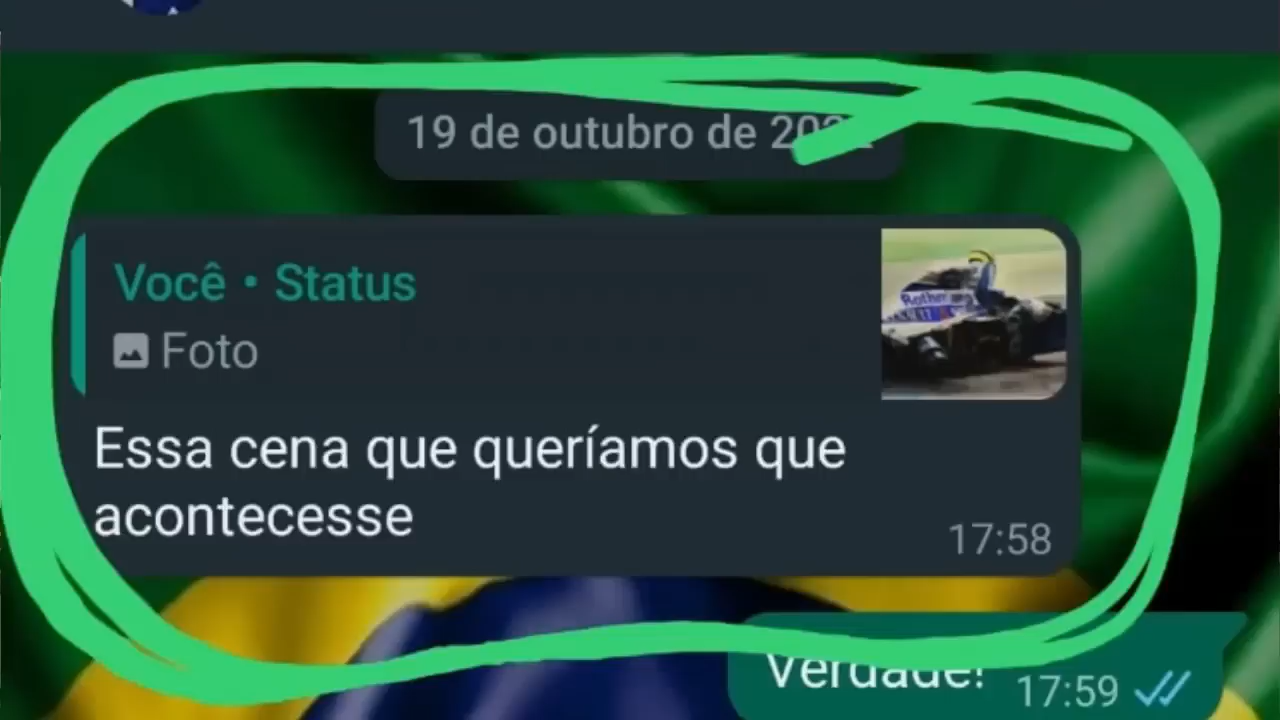 19 de outubro de
Você • Status
Foto
Essa cena que queríamos que
acontecesse
17:58
Verdade!
17:59